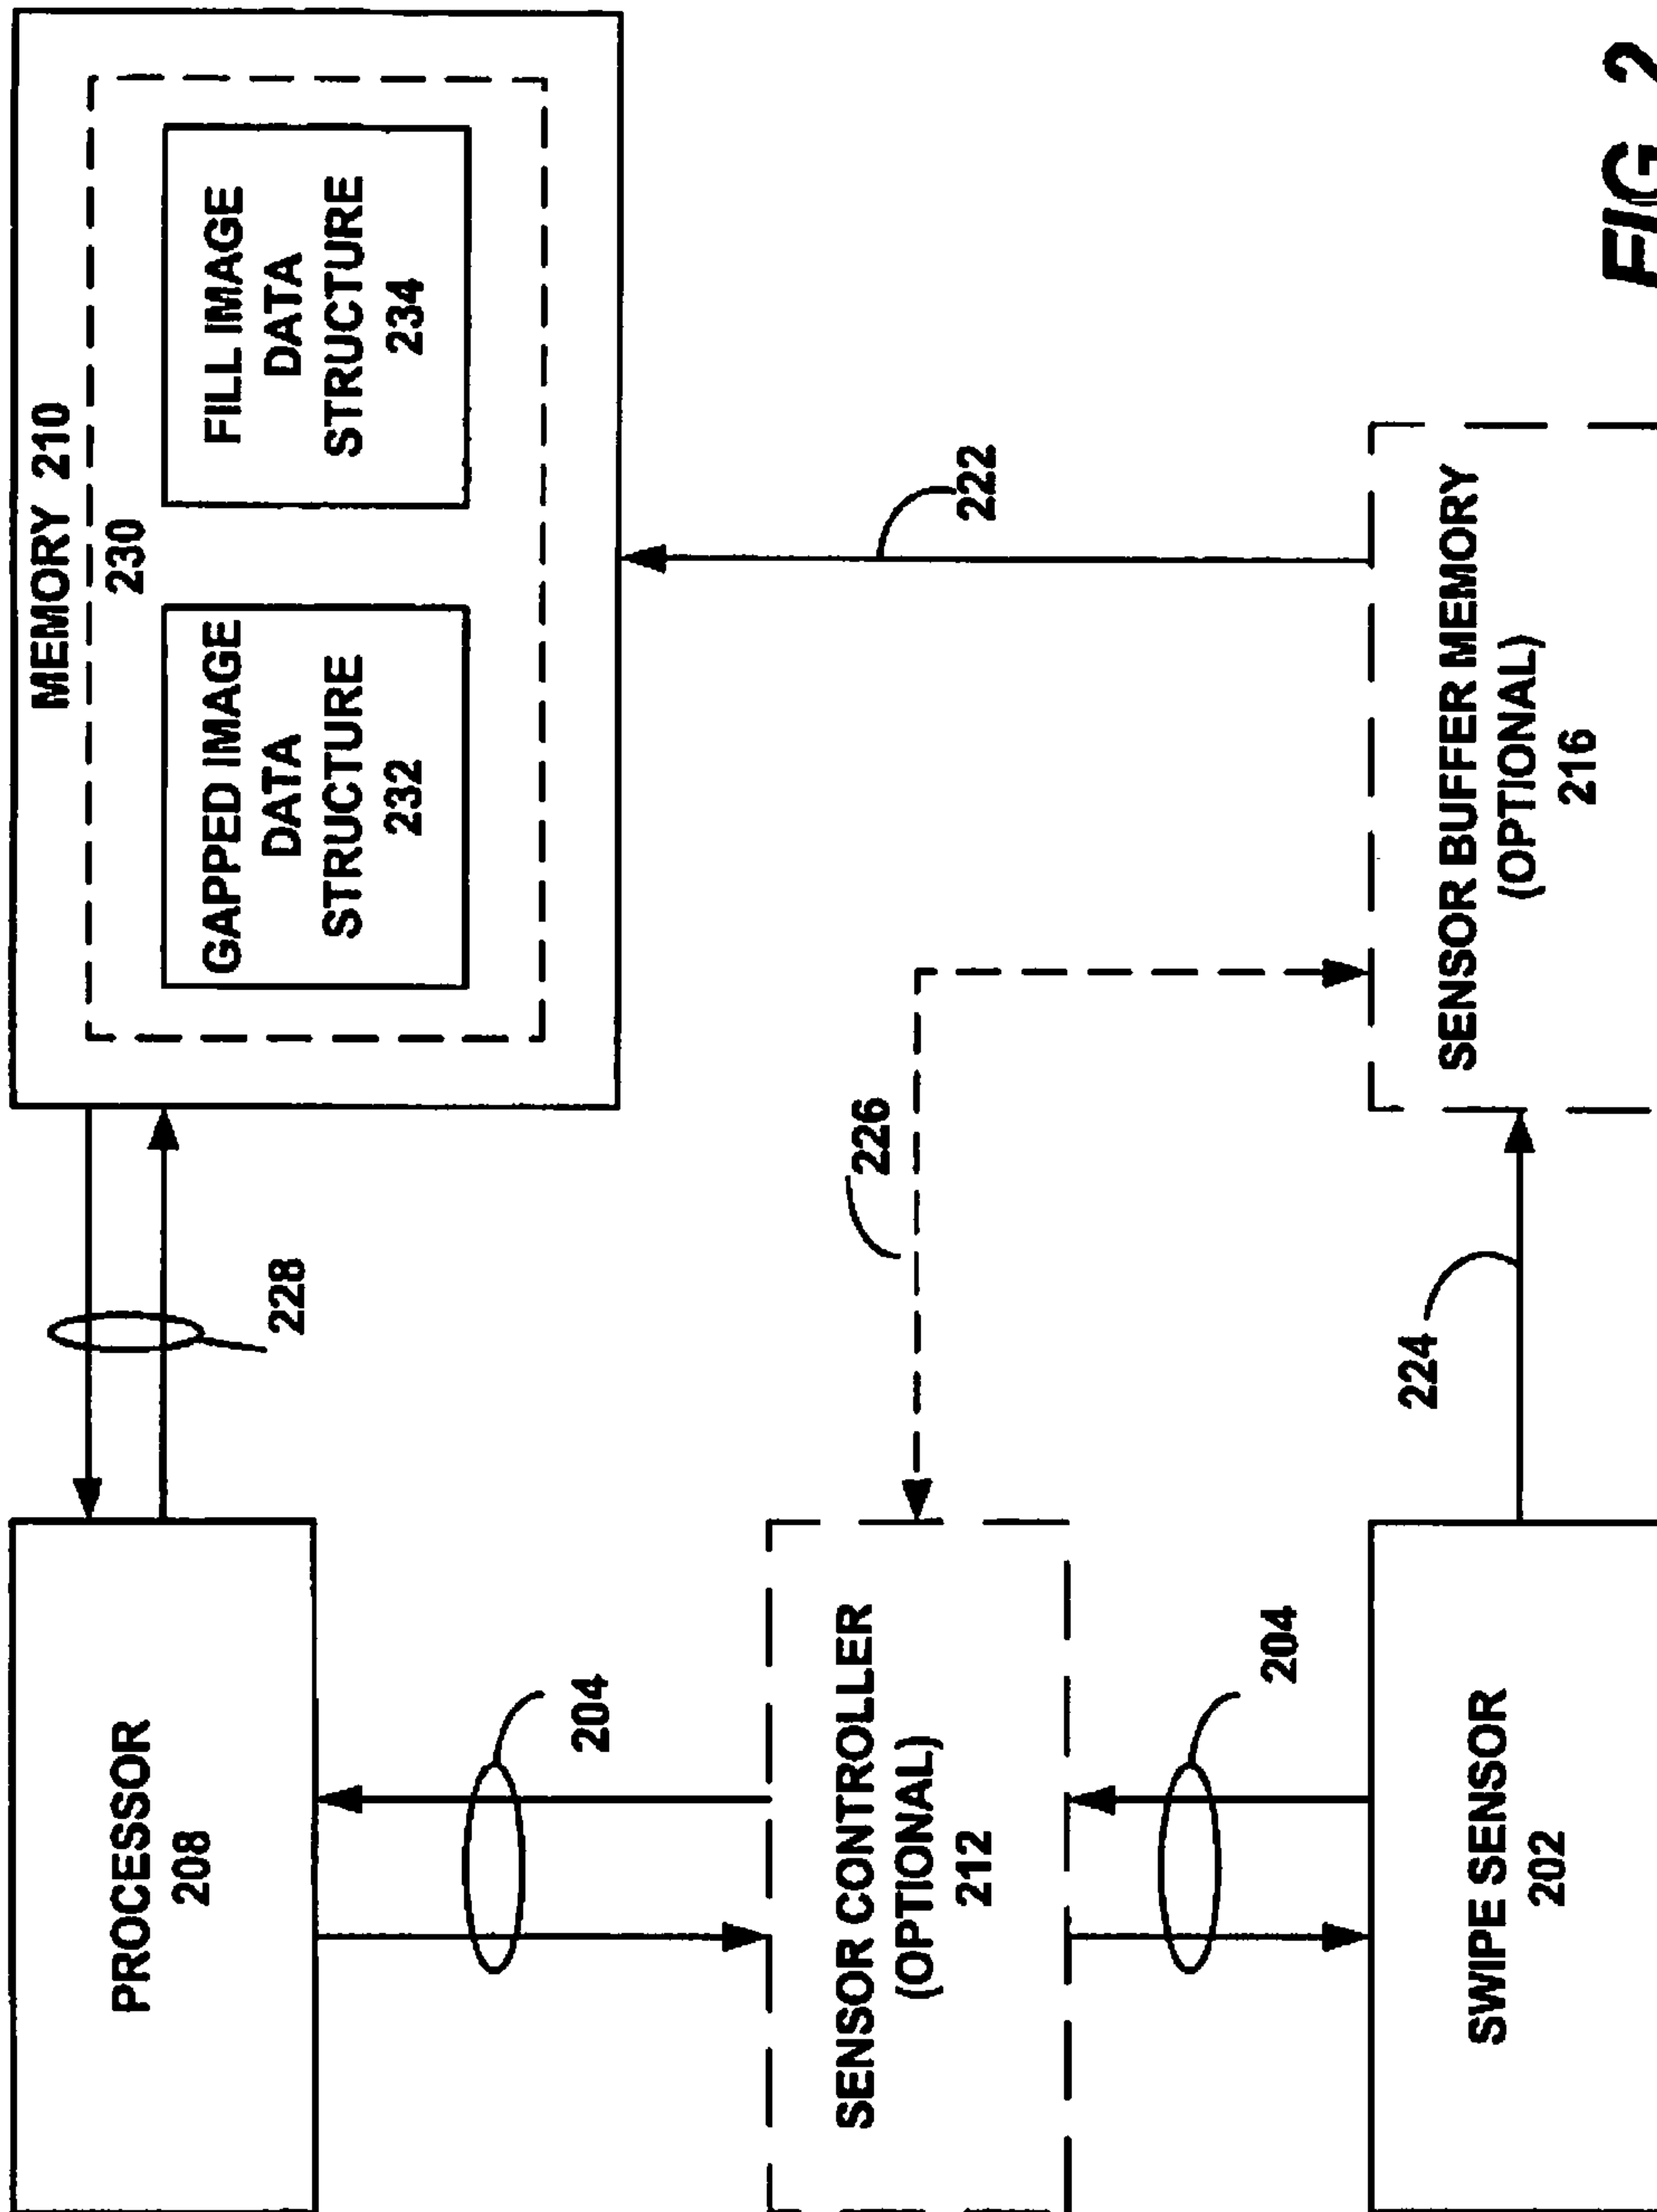 PROCESSOR
208
228
MEMORY 210
230
GAPPED IMAGE
DATA
STRUCTURE
232
FILL IMAGE
DATA
STRUCTURE
234
204
SENSOR CONTROLLER
(OPTIONAL)
212
226
222
204
SWIPE SENSOR
202
224
SENSOR BUFFER MEMORY
(OPTIONAL)
216
FIG 2